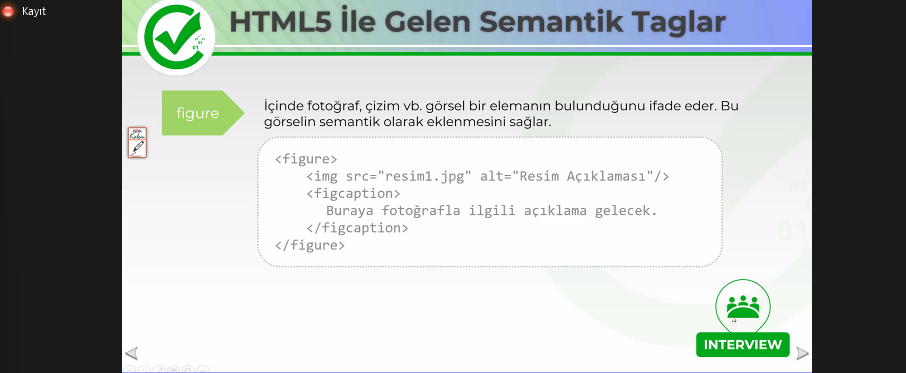 Kayıt
HTML5 İle Gelen Semantik Taglar
figure
İçinde fotoğraf, çizim vb. görsel bir elemanın bulunduğunu ifade eder. Bu
görselin semantik olarak eklenmesini sağlar.
<figure>
<img src="resim1.jpg" alt="Resim Açıklaması"/>
<figcaption>
Buraya fotoğrafla ilgili açıklama gelecek.
</figcaption>
</figure>
INTERVIEW